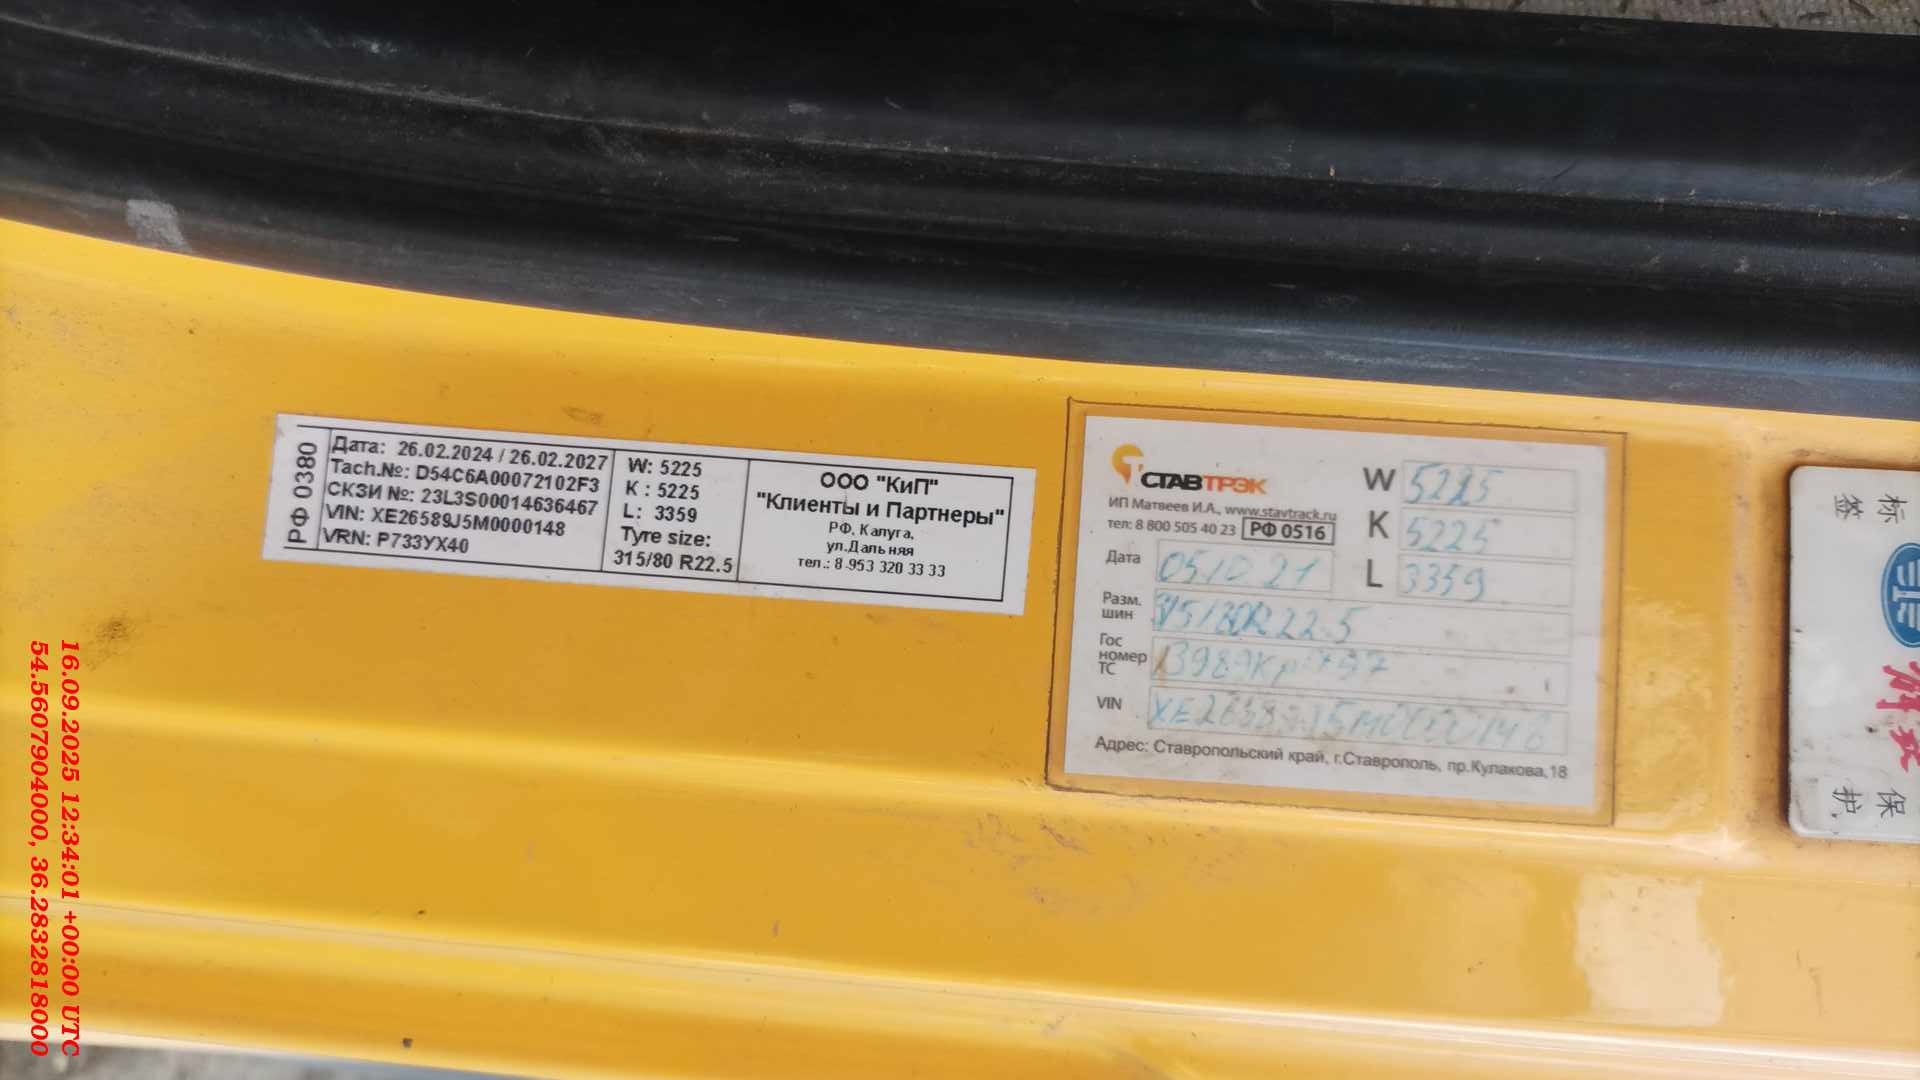 РФ 0380
Дата: 26.02.2024 / 26.02.2027
Tach.№: D54C6A00072102F3
СКЗИ №: 23L3S00014636467
VIN: XE26589J5M0000148
VRN: Р733УХ40
W: 5225
K : 5225
L: 3359
Tyre size:
315/80 R22.5
ООО "КиП"
"Клиенты и Партнеры"
РФ, Калуга,
ул.Дальняя
тел.: 8 953 320 33 33
СТАВТРЭК
ИП Матвеев И.А., www.stavtrack.ru
тел: 8 800 505 40 23 РФ 0516
W 5225
K 5225
L 3359
Дата 05.10 21
Разм. шин 315/80R22.5
Гос номер ТС
VIN
Адрес: Ставропольский край, г.Ставрополь, пр.Кулакова,18
标签
保护
16.09.2025 12:34:01 +00:00 UTC
54.5607904000, 36.2832818000